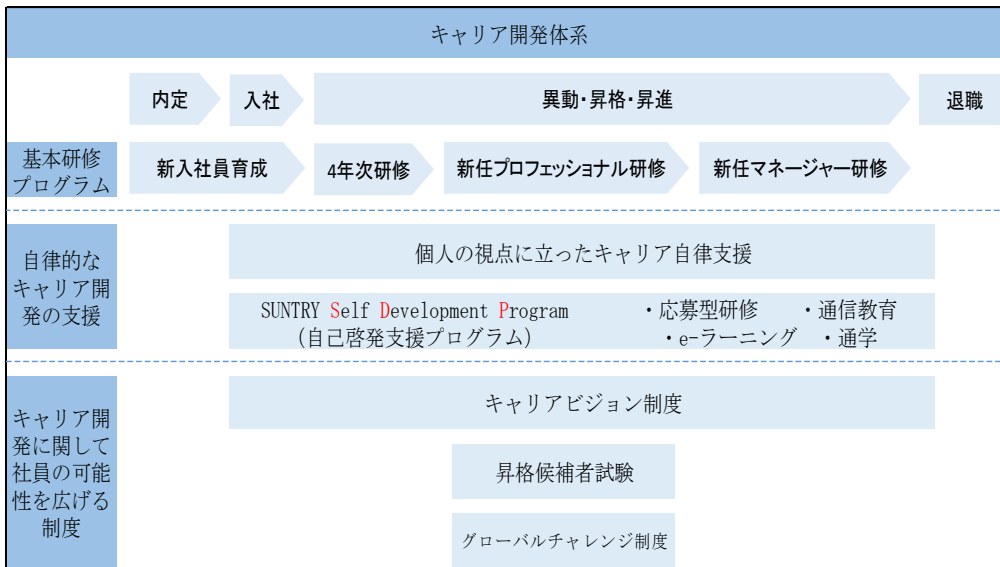 キャリア開発体系
内定
入社
異動・昇格・昇進
退職
基本研修
プログラム
新入社員育成
4年次研修
新任プロフェッショナル研修
新任マネージャー研修
自律的な
キャリア開
発の支援
個人の視点に立ったキャリア自律支援
SUNTRY Self Development Program ・応募型研修 ・通信教育
(自己啓発支援プログラム) ・e-ラーニング ・通学
キャリア開
発に関して
社員の可能
性を広げる
制度
キャリアビジョン制度
昇格候補者試験
グローバルチャレンジ制度